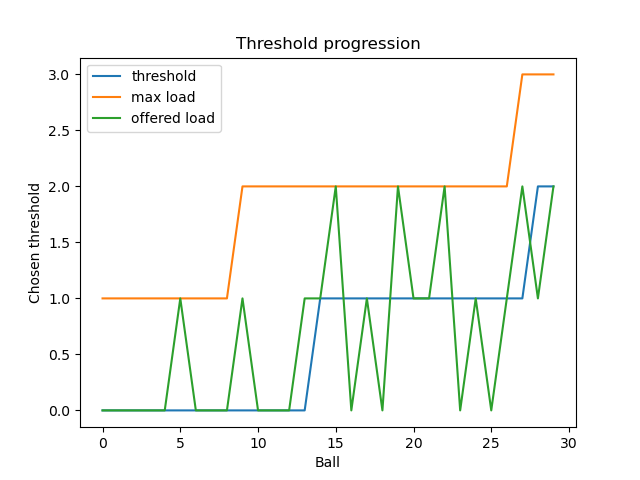 Threshold progression
threshold
max load
offered load
Chosen threshold
3.0
2.5
2.0
1.5
1.0
0.5
0.0
0 5 10 15 20 25 30
Ball